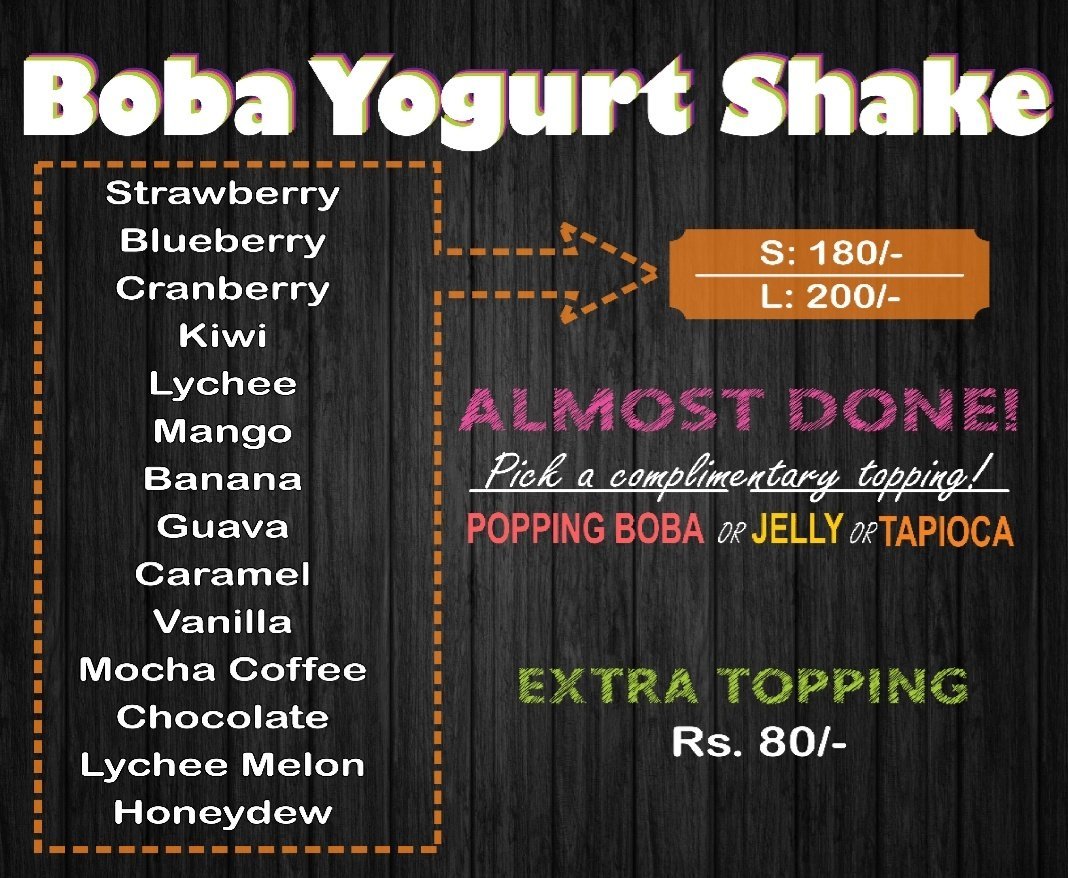 Boba Yogurt Shake
Strawberry
Blueberry
Cranberry
Kiwi
Lychee
Mango
Banana
Guava
Caramel
Vanilla
Mocha Coffee
Chocolate
Lychee Melon
Honeydew
S: 180/-
L: 200/-
ALMOST DONE!
Pick a complimentary topping!
POPPING BOBA OR JELLY OR TAPIOCA
EXTRA TOPPING
Rs. 80/-